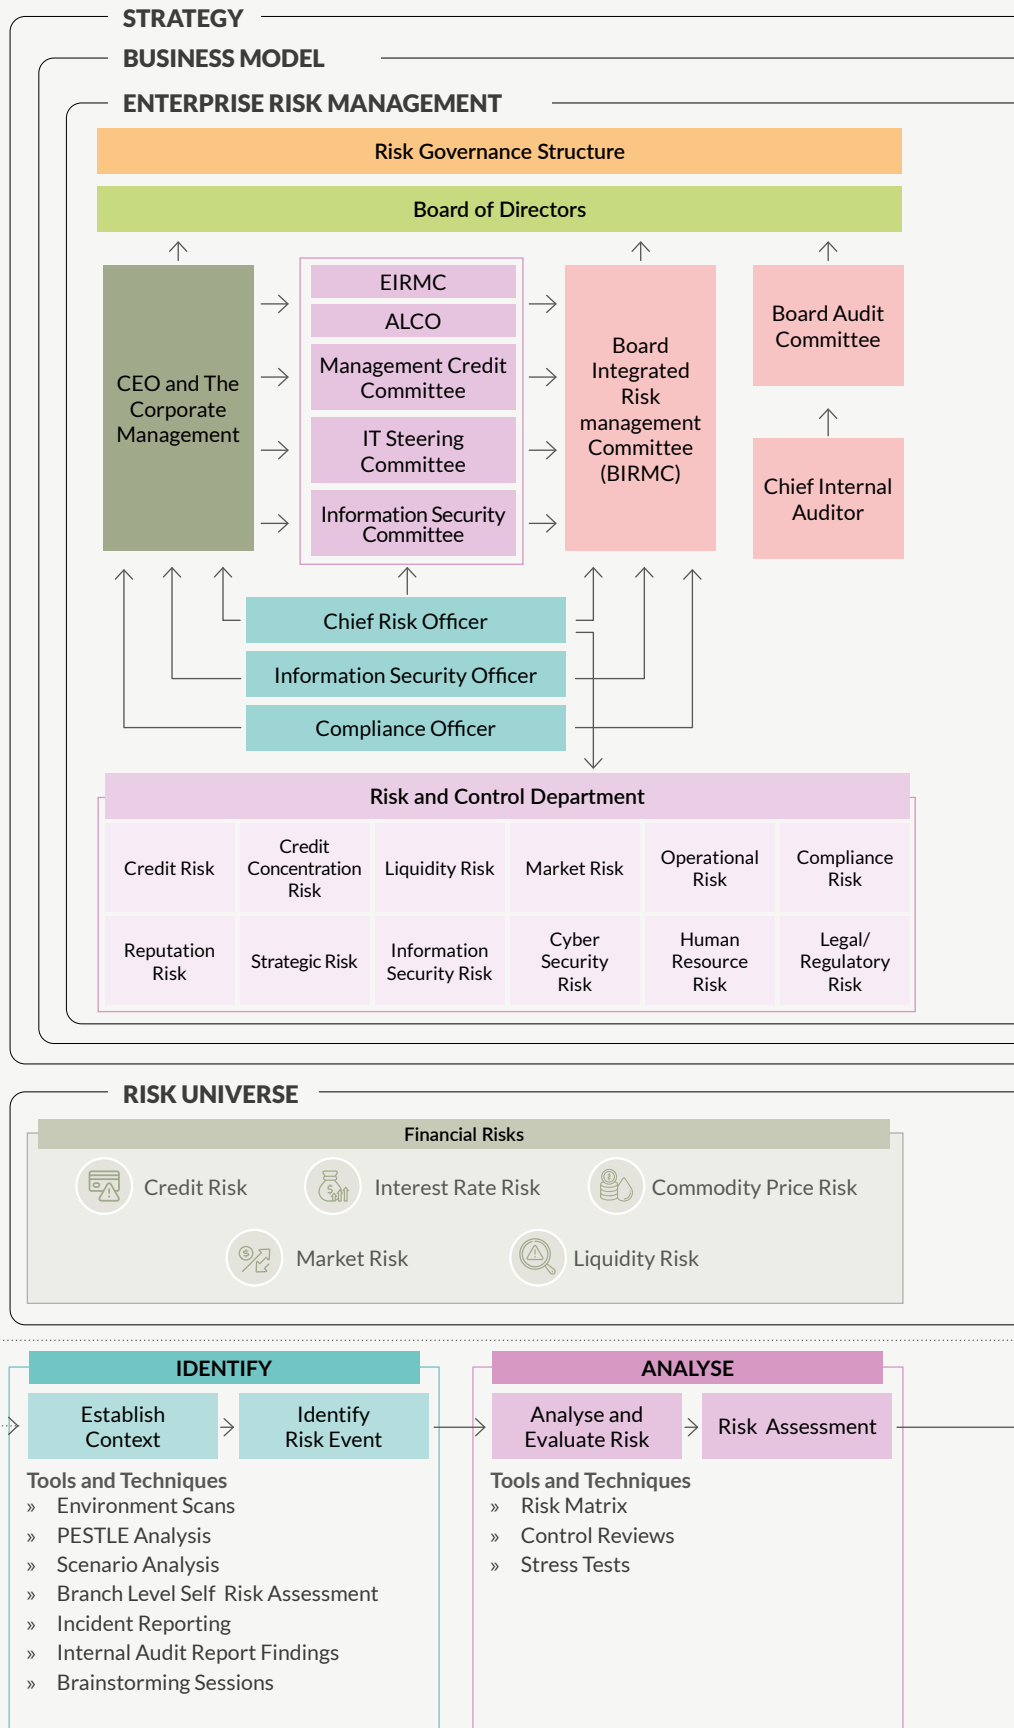 STRATEGY
BUSINESS MODEL
ENTERPRISE RISK MANAGEMENT
Risk Governance Structure
Board of Directors
CEO and The
Corporate
Management
EIRMC
ALCO
Management Credit
Committee
IT Steering
Committee
Information Security
Committee
Board
Integrated
Risk
management
Committee
(BIRMC)
Board Audit
Committee
Chief Internal
Auditor
Chief Risk Officer
Information Security Officer
Compliance Officer
Risk and Control Department
Credit Risk
Credit
Concentration
Risk
Liquidity Risk
Market Risk
Operational
Risk
Compliance
Risk
Reputation
Risk
Strategic Risk
Information
Security Risk
Cyber
Security
Risk
Human
Resource
Risk
Legal/
Regulatory
Risk
RISK UNIVERSE
Financial Risks
Credit Risk
Interest Rate Risk
Commodity Price Risk
Market Risk
Liquidity Risk
IDENTIFY
Establish
Context
Identify
Risk Event
Tools and Techniques
» Environment Scans
» PESTLE Analysis
» Scenario Analysis
» Branch Level Self Risk Assessment
» Incident Reporting
» Internal Audit Report Findings
» Brainstorming Sessions
ANALYSE
Analyse and
Evaluate Risk
Risk Assessment
Tools and Techniques
» Risk Matrix
» Control Reviews
» Stress Tests